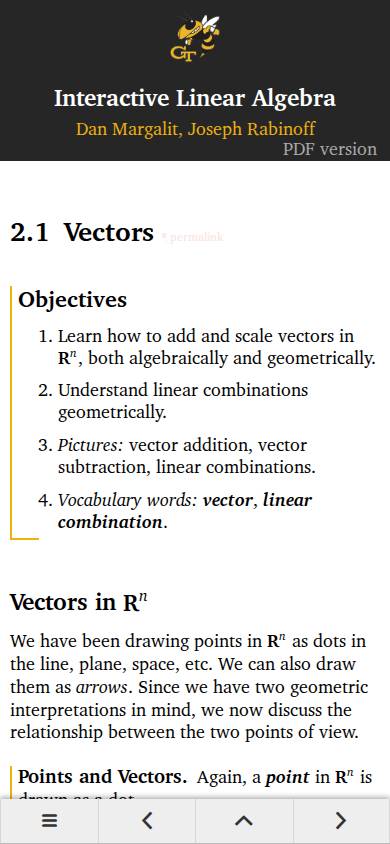 GT
Interactive Linear Algebra
Dan Margalit, Joseph Rabinoff
PDF version
2.1 Vectors ¶ permalink
Objectives
1. Learn how to add and scale vectors in
Rⁿ, both algebraically and geometrically.
2. Understand linear combinations
geometrically.
3. Pictures: vector addition, vector
subtraction, linear combinations.
4. Vocabulary words: vector, linear
combination.
Vectors in Rⁿ
We have been drawing points in Rⁿ as dots in
the line, plane, space, etc. We can also draw
them as arrows. Since we have two geometric
interpretations in mind, we now discuss the
relationship between the two points of view.
Points and Vectors. Again, a point in Rⁿ is
drawn as a dot.